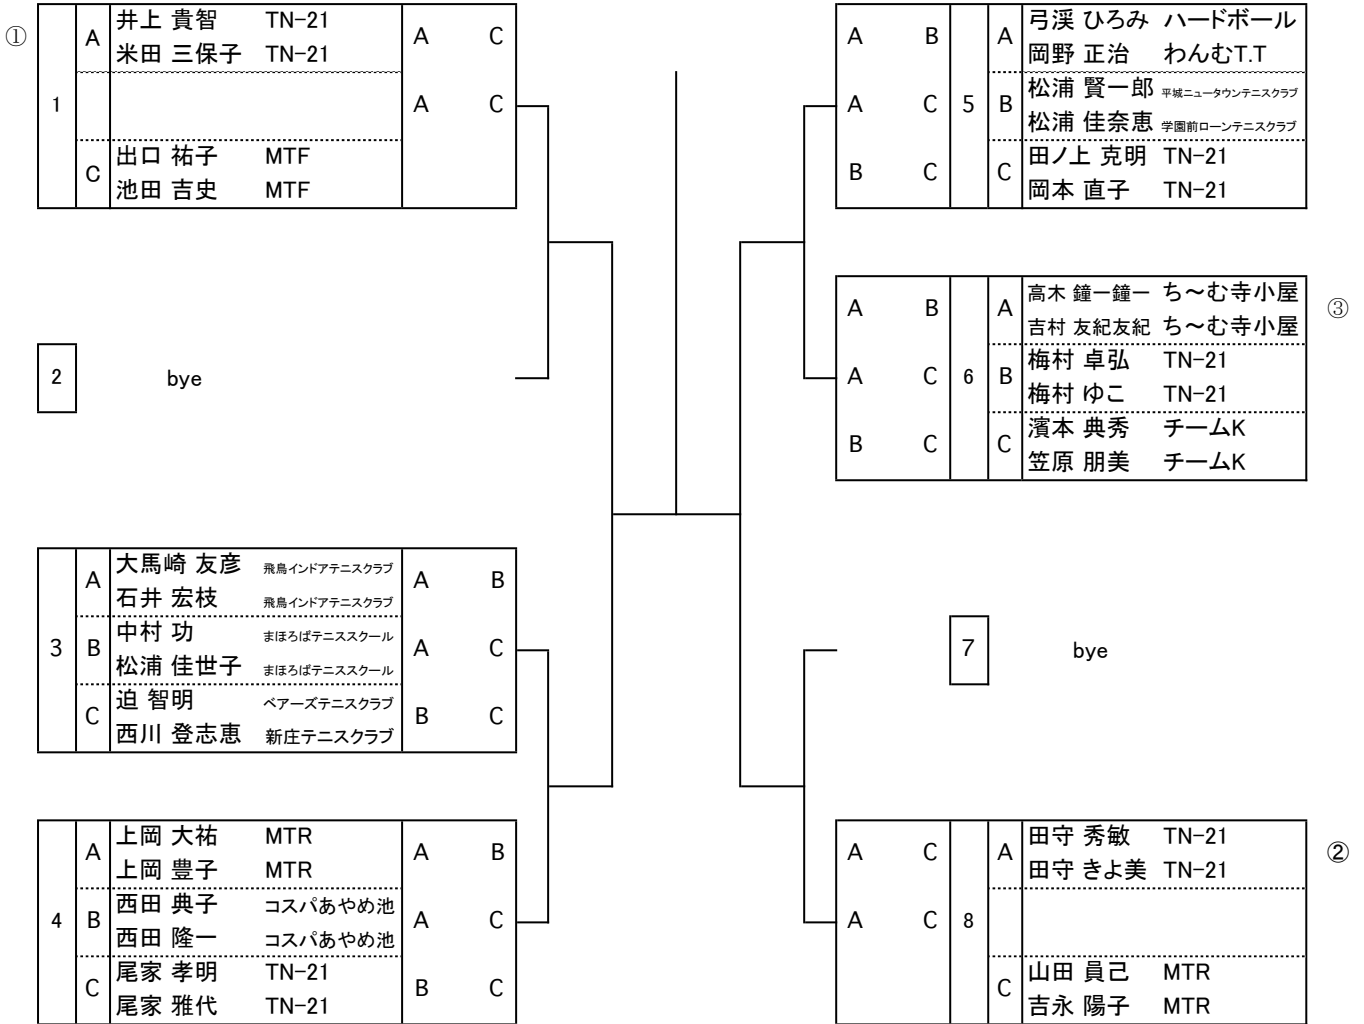 ①
1
A
井上 貴智 TN-21
米田 三保子 TN-21
C
出口 祐子 MTF
池田 吉史 MTF
A C
A C
2
bye
3
A
大馬崎 友彦 飛鳥インドアテニスクラブ
石井 宏枝 飛鳥インドアテニスクラブ
B
中村 功 まほろばテニススクール
松浦 佳世子 まほろばテニススクール
C
迫 智明 ベアーズテニスクラブ
西川 登志恵 新庄テニスクラブ
A B
A C
B C
4
A
上岡 大祐 MTR
上岡 豊子 MTR
B
西田 典子 コスパあやめ池
西田 隆一 コスパあやめ池
C
尾家 孝明 TN-21
尾家 雅代 TN-21
A B
A C
B C
A B
A C
B C
5
A
弓渓 ひろみ ハードボール
岡野 正治 わんむT.T
B
松浦 賢一郎 平城ニュータウンテニスクラブ
松浦 佳奈恵 学園前ローンテニスクラブ
C
田ノ上 克明 TN-21
岡本 直子 TN-21
A B
A C
B C
6
A
高木 鐘一鐘一 ち～む寺小屋
吉村 友紀友紀 ち～む寺小屋
B
梅村 卓弘 TN-21
梅村 ゆこ TN-21
C
濱本 典秀 チームK
笠原 朋美 チームK
③
7
bye
A C
A C
8
A
田守 秀敏 TN-21
田守 きよ美 TN-21
C
山田 員己 MTR
吉永 陽子 MTR
②